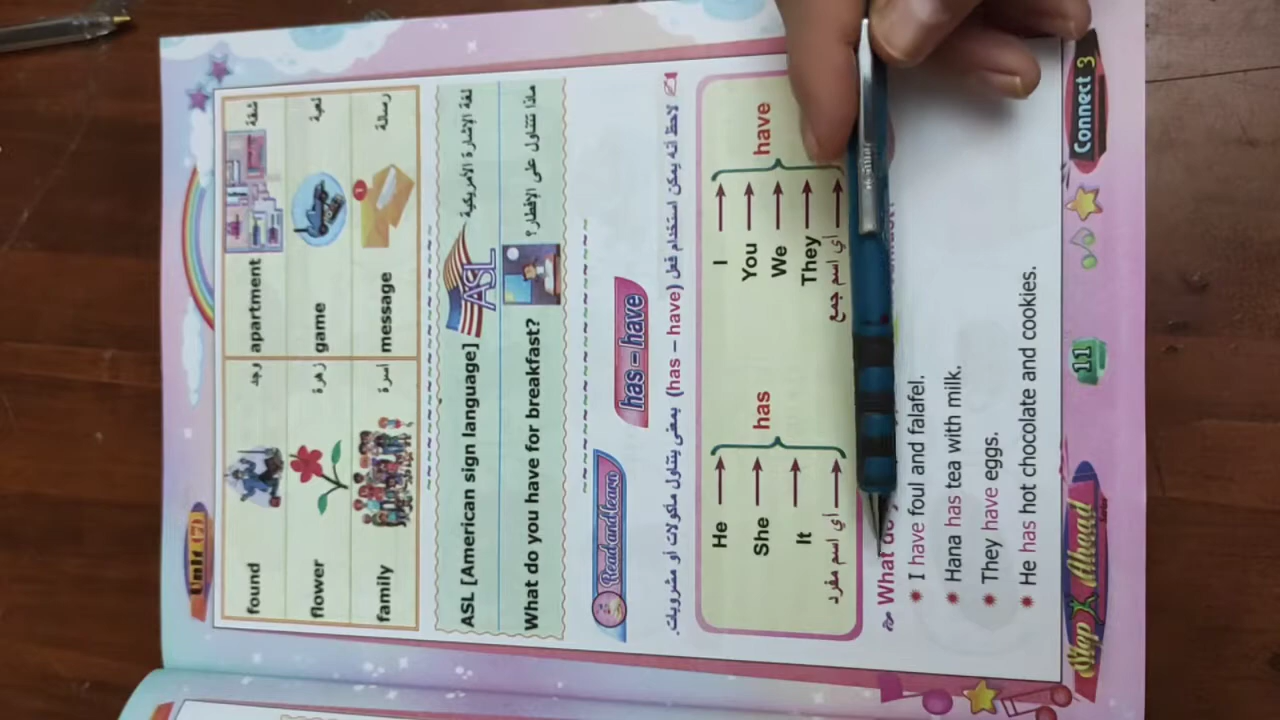 Unit (7)
found وجد apartment شقة
flower زهرة game لعبة
family أسرة message رسالة
ASL [American sign language] ASL لغة الإشارة الأمريكية
What do you have for breakfast? ماذا تتناول على الإفطار؟
Read and learn
has – have
لاحظ أنه يمكن استخدام فعل (has – have) بمعنى يتناول مأكولات أو مشروبات.
He
She
It
أي اسم مفرد
has
I
You
We
They
أي اسم جمع
have
What do
I have foul and falafel.
Hana has tea with milk.
They have eggs.
He has hot chocolate and cookies.
Step Ahead
11
Connect 3